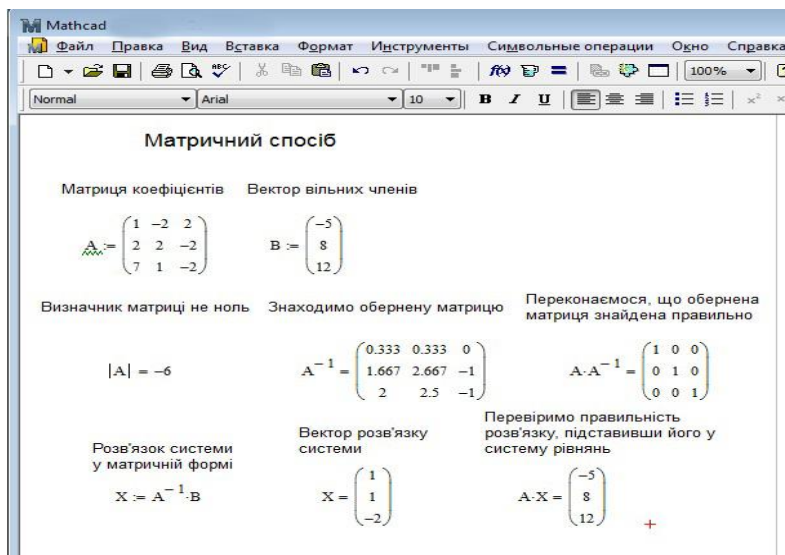 Mathcad
Файл Правка Вид Вставка Формат Инструменты Символьные операции Окно Справка
100%
Normal Arial 10 B I U
Матричний спосіб
Матриця коефіцієнтів Вектор вільних членів
A := (1 −2 2; 2 2 −2; 7 1 −2) B := (−5; 8; 12)
Визначник матриці не ноль Знаходимо обернену матрицю Переконаємося, що обернена
матриця знайдена правильно
|A| = −6 A⁻¹ = (0.333 0.333 0; 1.667 2.667 −1; 2 2.5 −1) A·A⁻¹ = (1 0 0; 0 1 0; 0 0 1)
Розв'язок системи
у матричній формі
X := A⁻¹·B
Вектор розв'язку
системи
X = (1; 1; −2)
Перевіримо правильність
розв'язку, підставивши його у
систему рівнянь
A·X = (−5; 8; 12)